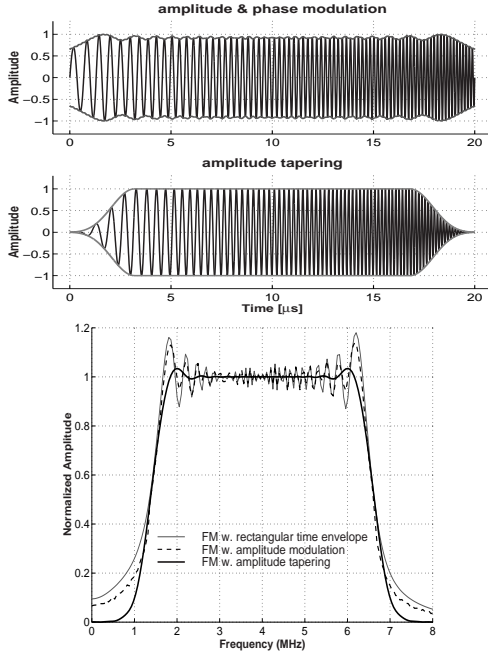 amplitude & phase modulation
1
0.5
0
−0.5
−1
Amplitude
0 5 10 15 20
amplitude tapering
1
0.5
0
−0.5
−1
Amplitude
0 5 10 15 20
Time [μs]
1.2
1
0.8
0.6
0.4
0.2
0
Normalized Amplitude
FM w. rectangular time envelope
FM w. amplitude modulation
FM w. amplitude tapering
0 1 2 3 4 5 6 7 8
Frequency (MHz)